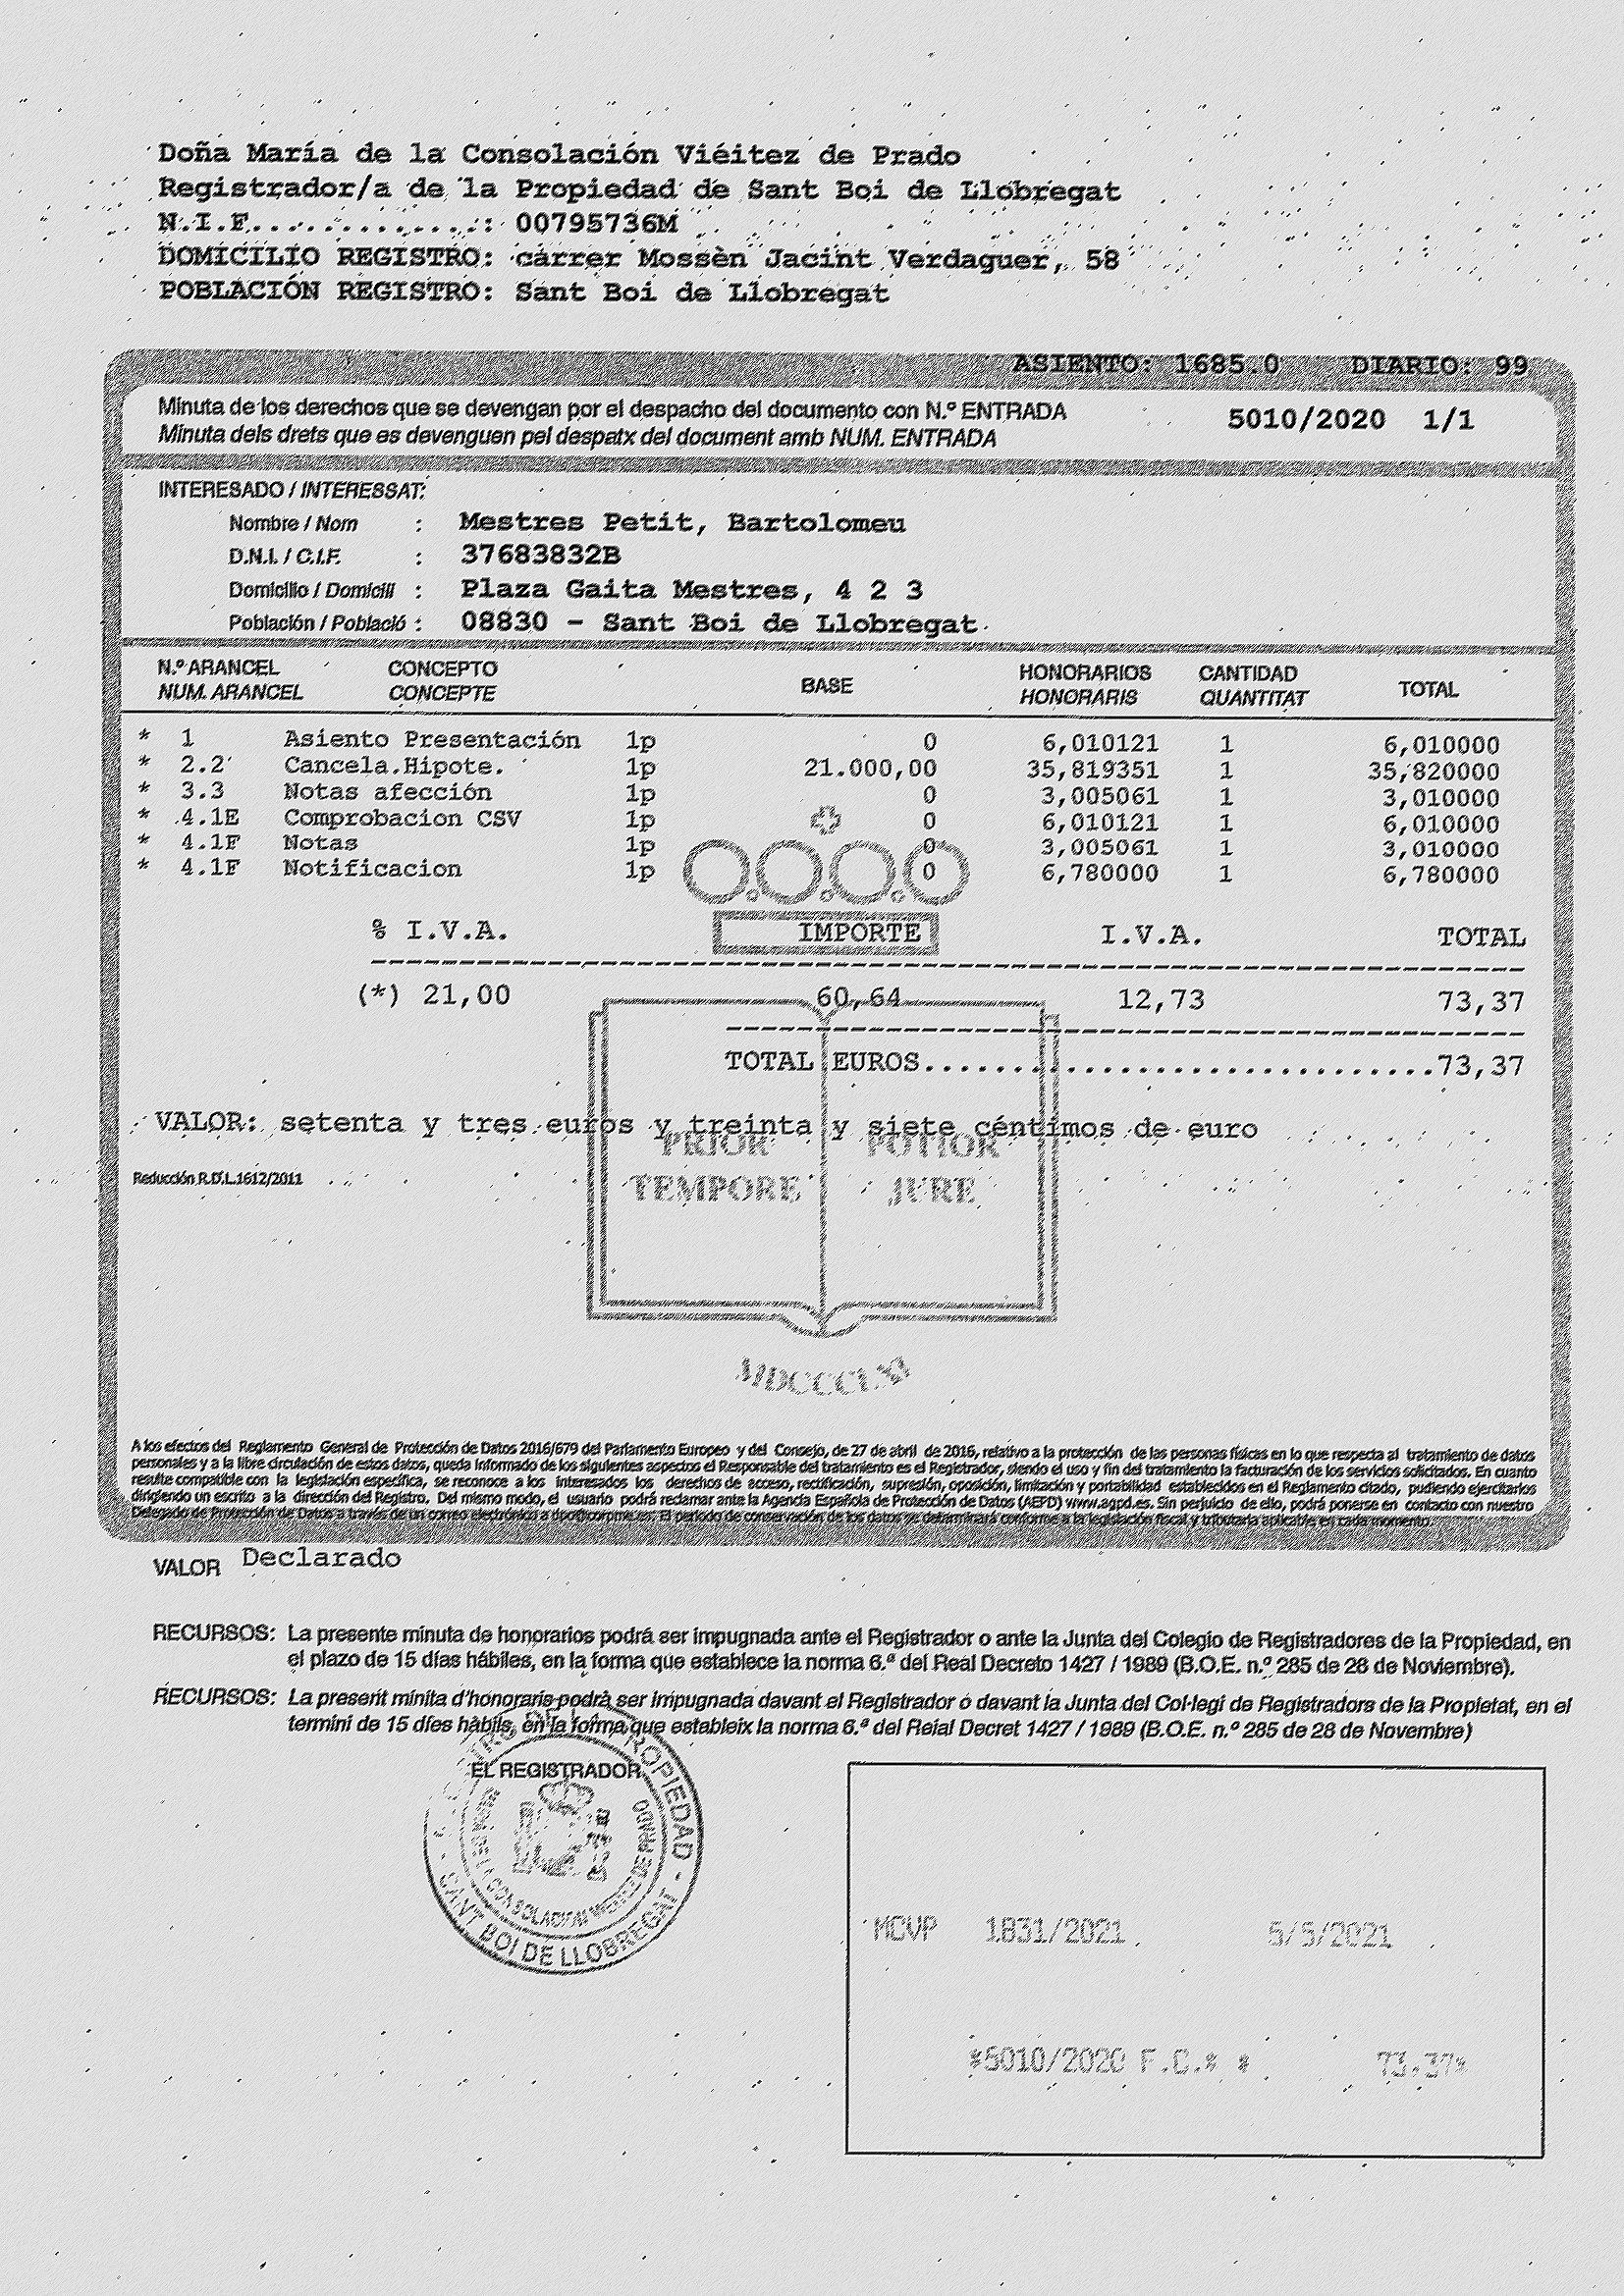 Doña María de la Consolación Viéitez de Prado
Registrador/a de la Propiedad de Sant Boi de Llobregat
N.I.F..............: 00795736M
DOMICILIO REGISTRO: carrer Mossèn Jacint Verdaguer, 58
POBLACIÓN REGISTRO: Sant Boi de Llobregat
ASIENTO: 1685.0 DIARIO: 99
Minuta de los derechos que se devengan por el despacho del documento con N.º ENTRADA
5010/2020 1/1
Minuta dels drets que es devenguen pel despatx del document amb NUM. ENTRADA
INTERESADO / INTERESSAT:
Nombre / Nom : Mestres Petit, Bartolomeu
D.N.I. / C.I.F. : 37683832B
Domicilio / Domicili : Plaza Gaita Mestres, 4 2 3
Población / Població : 08830 - Sant Boi de Llobregat
N.º ARANCEL CONCEPTO BASE HONORARIOS CANTIDAD TOTAL
NUM. ARANCEL CONCEPTE HONORARIS QUANTITAT
* 1 Asiento Presentación 1p 0 6,010121 1 6,010000
* 2.2 Cancela.Hipote. 1p 21.000,00 35,819351 1 35,820000
* 3.3 Notas afección 1p 0 3,005061 1 3,010000
* 4.1E Comprobacion CSV 1p 0 6,010121 1 6,010000
* 4.1F Notas 1p 0 3,005061 1 3,010000
* 4.1F Notificacion 1p 0 6,780000 1 6,780000
% I.V.A. IMPORTE I.V.A. TOTAL
(*) 21,00 60,64 12,73 73,37
TOTAL EUROS..............................73,37
VALOR: setenta y tres euros y treinta y siete céntimos de euro
PRIOR POTIOR
TEMPORE JURE
Reducción R.D.L.1612/2011
A los efectos del Reglamento General de Protección de Datos 2016/679 del Parlamento Europeo y del Consejo, de 27 de abril de 2016, relativo a la protección de las personas físicas en lo que respecta al tratamiento de datos
personales y a la libre circulación de estos datos, queda informado de los siguientes aspectos el Responsable del tratamiento es el Registrador, siendo el uso y fin del tratamiento la facturación de los servicios solicitados. En cuanto
resulte compatible con la legislación específica, se reconoce a los interesados los derechos de acceso, rectificación, supresión, oposición, limitación y portabilidad establecidos en el Reglamento citado, pudiendo ejercitarlos
dirigiendo un escrito a la dirección del Registro. Del mismo modo, el usuario podrá reclamar ante la Agencia Española de Protección de Datos (AEPD) www.agpd.es. Sin perjuicio de ello, podrá ponerse en contacto con nuestro
Delegado de Protección de Datos a través de un correo electrónico a dpo@corpme.es. El periodo de conservación de los datos se determinará conforme a la legislación fiscal y tributaria aplicable en cada momento.
VALOR Declarado
RECURSOS: La presente minuta de honorarios podrá ser impugnada ante el Registrador o ante la Junta del Colegio de Registradores de la Propiedad, en
el plazo de 15 días hábiles, en la forma que establece la norma 6.ª del Real Decreto 1427 / 1989 (B.O.E. n.º 285 de 28 de Noviembre).
RECURSOS: La present minita d'honoraris podrà ser impugnada davant el Registrador o davant la Junta del Col·legi de Registradors de la Propietat, en el
termini de 15 díes hàbils, en la forma que estableix la norma 6.ª del Reial Decret 1427 / 1989 (B.O.E. n.º 285 de 28 de Novembre)
EL REGISTRADOR
PROPIEDAD - SANT BOI DE LLOBREGAT
MCVP 1831/2021 5/5/2021
*5010/2020 F.C.* * 73.37*